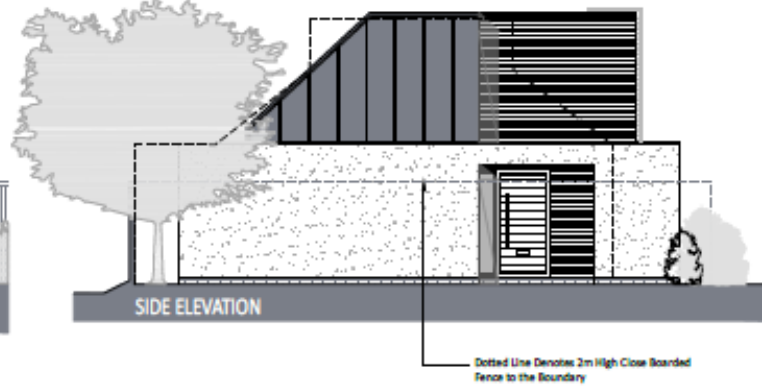 SIDE ELEVATION
Dotted Line Denotes 2m High Close Boarded
Fence to the Boundary